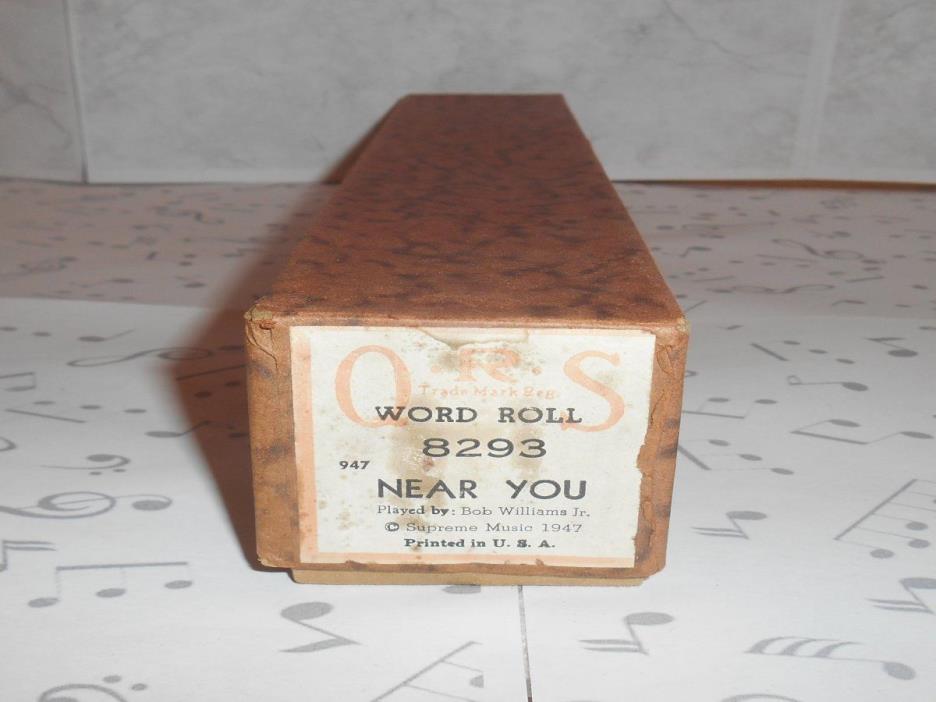 Q·R·S
Trade Mark Reg.
WORD ROLL
8293
947
NEAR YOU
Played by: Bob Williams Jr.
© Supreme Music 1947
Printed in U. S. A.